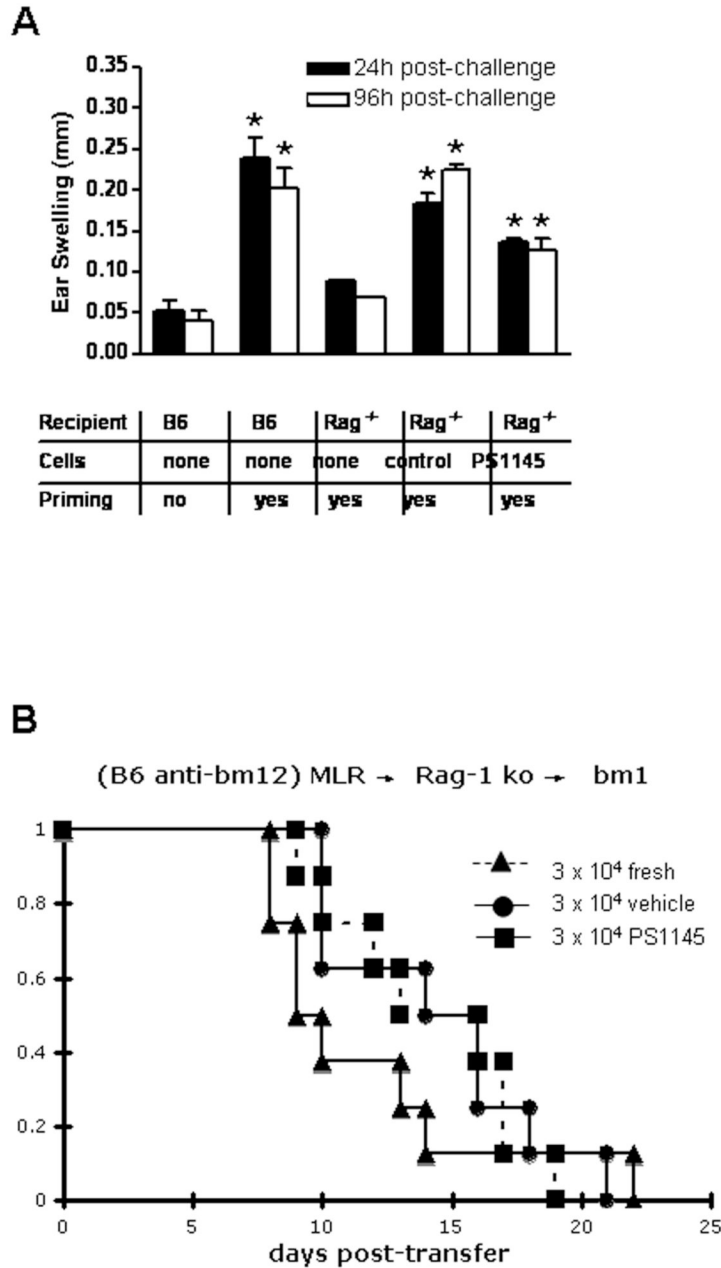 A
0.35
0.30
0.25
0.20
0.15
0.10
0.05
0.00
Ear Swelling (mm)
24h post-challenge
96h post-challenge
* * * * * *
Recipient B6 B6 Rag -/- Rag -/- Rag -/-
Cells none none none control PS1145
Priming no yes yes yes yes
B
(B6 anti-bm12) MLR → Rag-1 ko → bm1
1
0.8
0.6
0.4
0.2
0
3 x 10⁴ fresh
3 x 10⁴ vehicle
3 x 10⁴ PS1145
0 5 10 15 20 25
days post-transfer